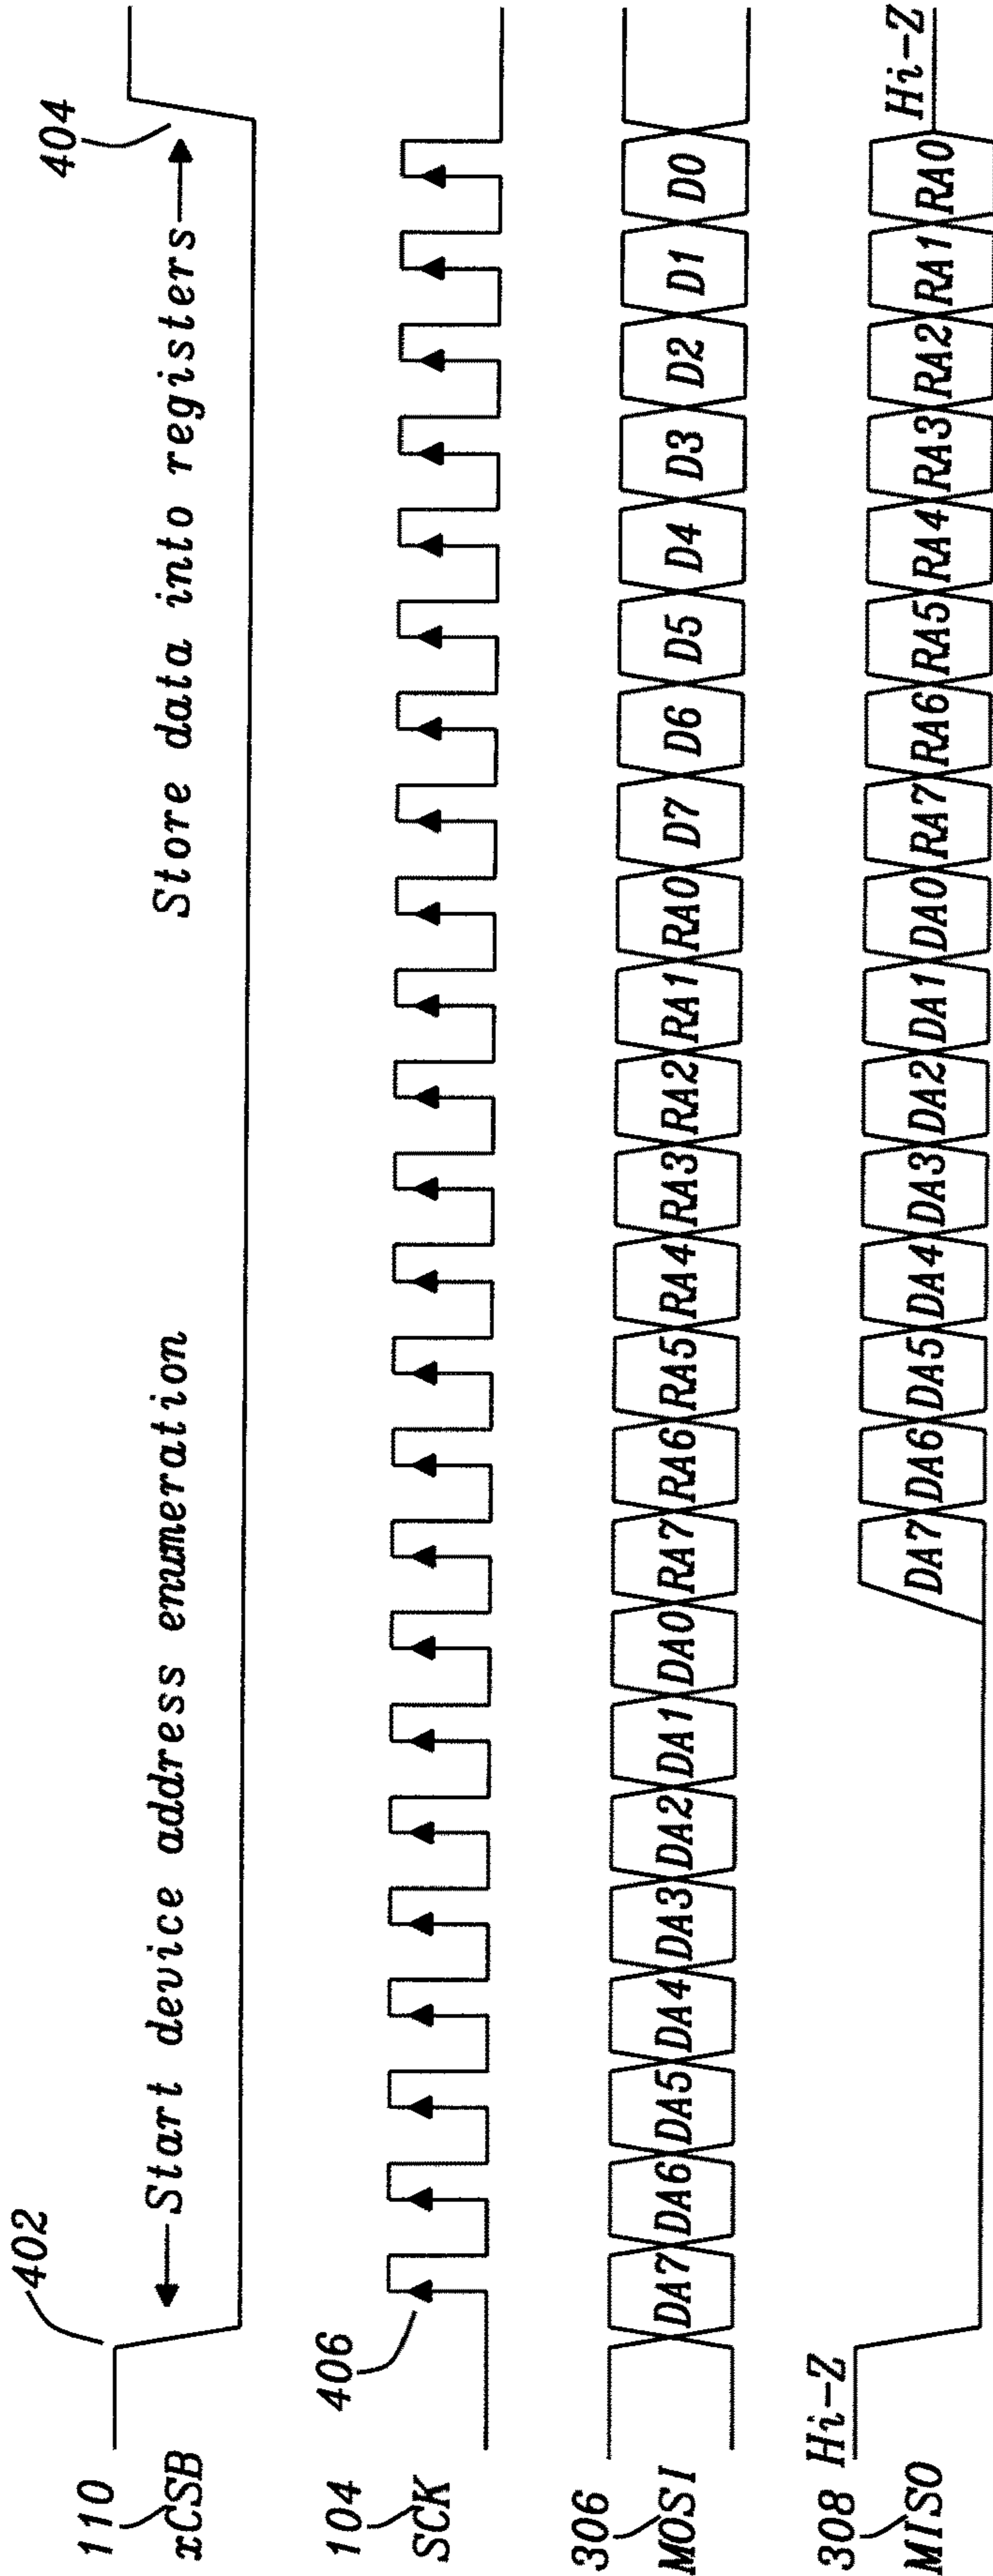 402
404
110
xCSB
Start device address enumeration
Store data into registers
406
104
SCK
306
MOSI
DA7 DA6 DA5 DA4 DA3 DA2 DA1 DA0 RA7 RA6 RA5 RA4 RA3 RA2 RA1 RA0 D7 D6 D5 D4 D3 D2 D1 D0
308
MISO
Hi-Z
DA7 DA6 DA5 DA4 DA3 DA2 DA1 DA0 RA7 RA6 RA5 RA4 RA3 RA2 RA1 RA0
Hi-Z